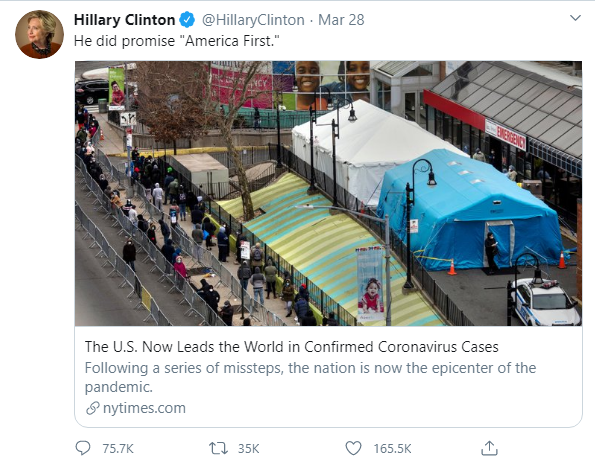 Hillary Clinton @HillaryClinton · Mar 28
He did promise "America First."
EMERGENCY
The U.S. Now Leads the World in Confirmed Coronavirus Cases
Following a series of missteps, the nation is now the epicenter of the
pandemic.
nytimes.com
75.7K 35K 165.5K